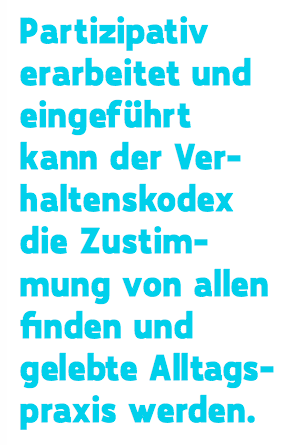 Partizipativ
erarbeitet und
eingeführt
kann der Ver-
haltenskodex
die Zustim-
mung von allen
finden und
gelebte Alltags-
praxis werden.